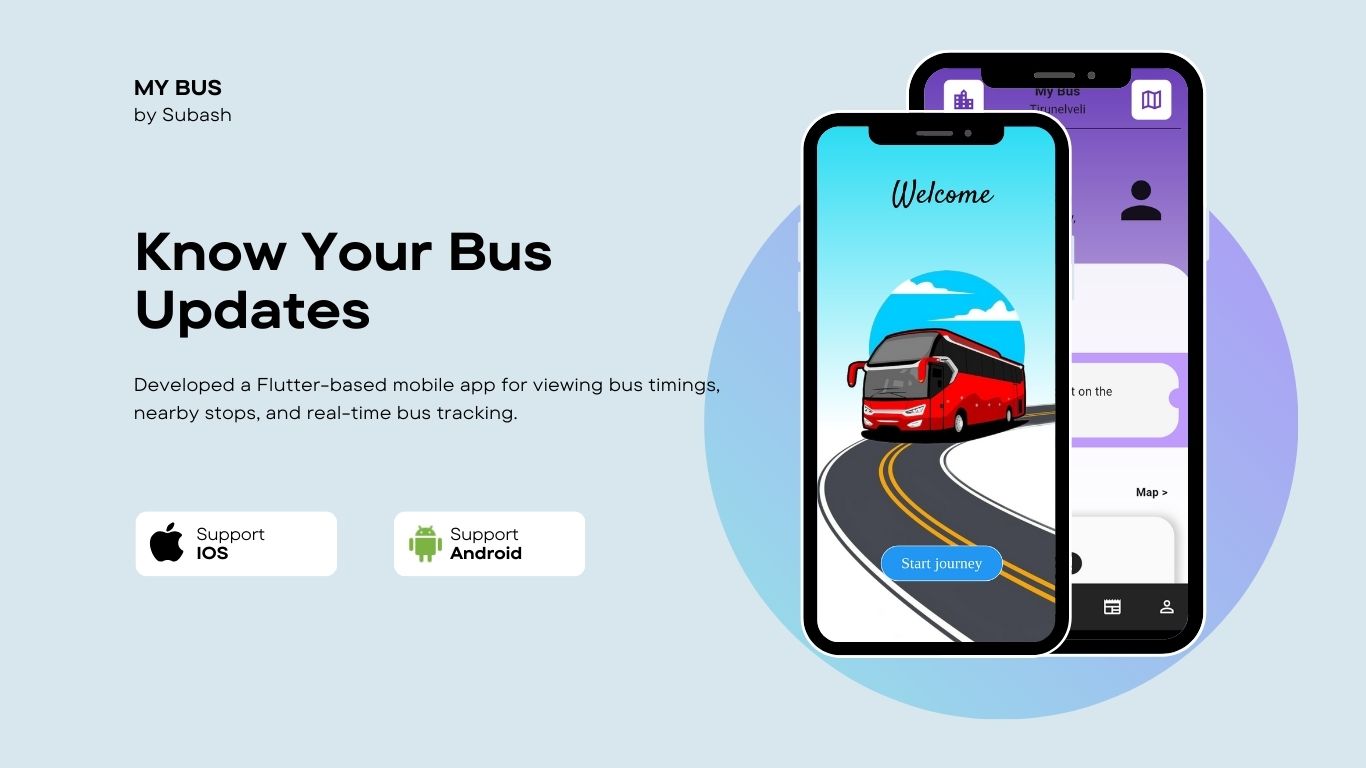 MY BUS
by Subash
Know Your Bus
Updates
Developed a Flutter-based mobile app for viewing bus timings,
nearby stops, and real-time bus tracking.
Support
IOS
Support
Android
Welcome
Start journey
My Bus
Tirunelveli
t on the
Map >